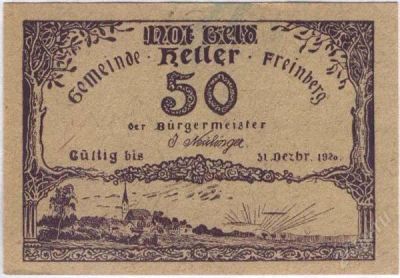 Not Geld
Gemeinde · Heller · Freinberg
50
der Bürgermeister
Gültig bis 31. Dezbr. 1920.